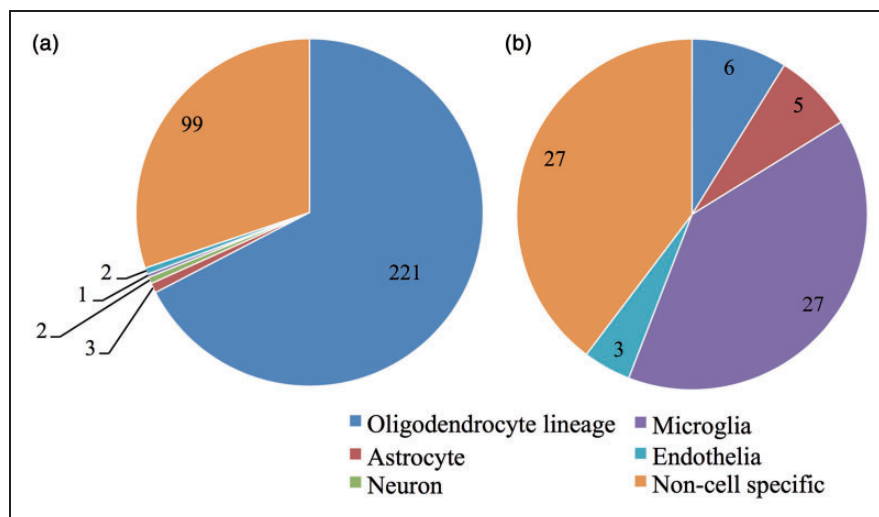 (a)
99
221
2
1
2
3
(b)
6
5
27
27
3
Oligodendrocyte lineage
Astrocyte
Neuron
Microglia
Endothelia
Non-cell specific